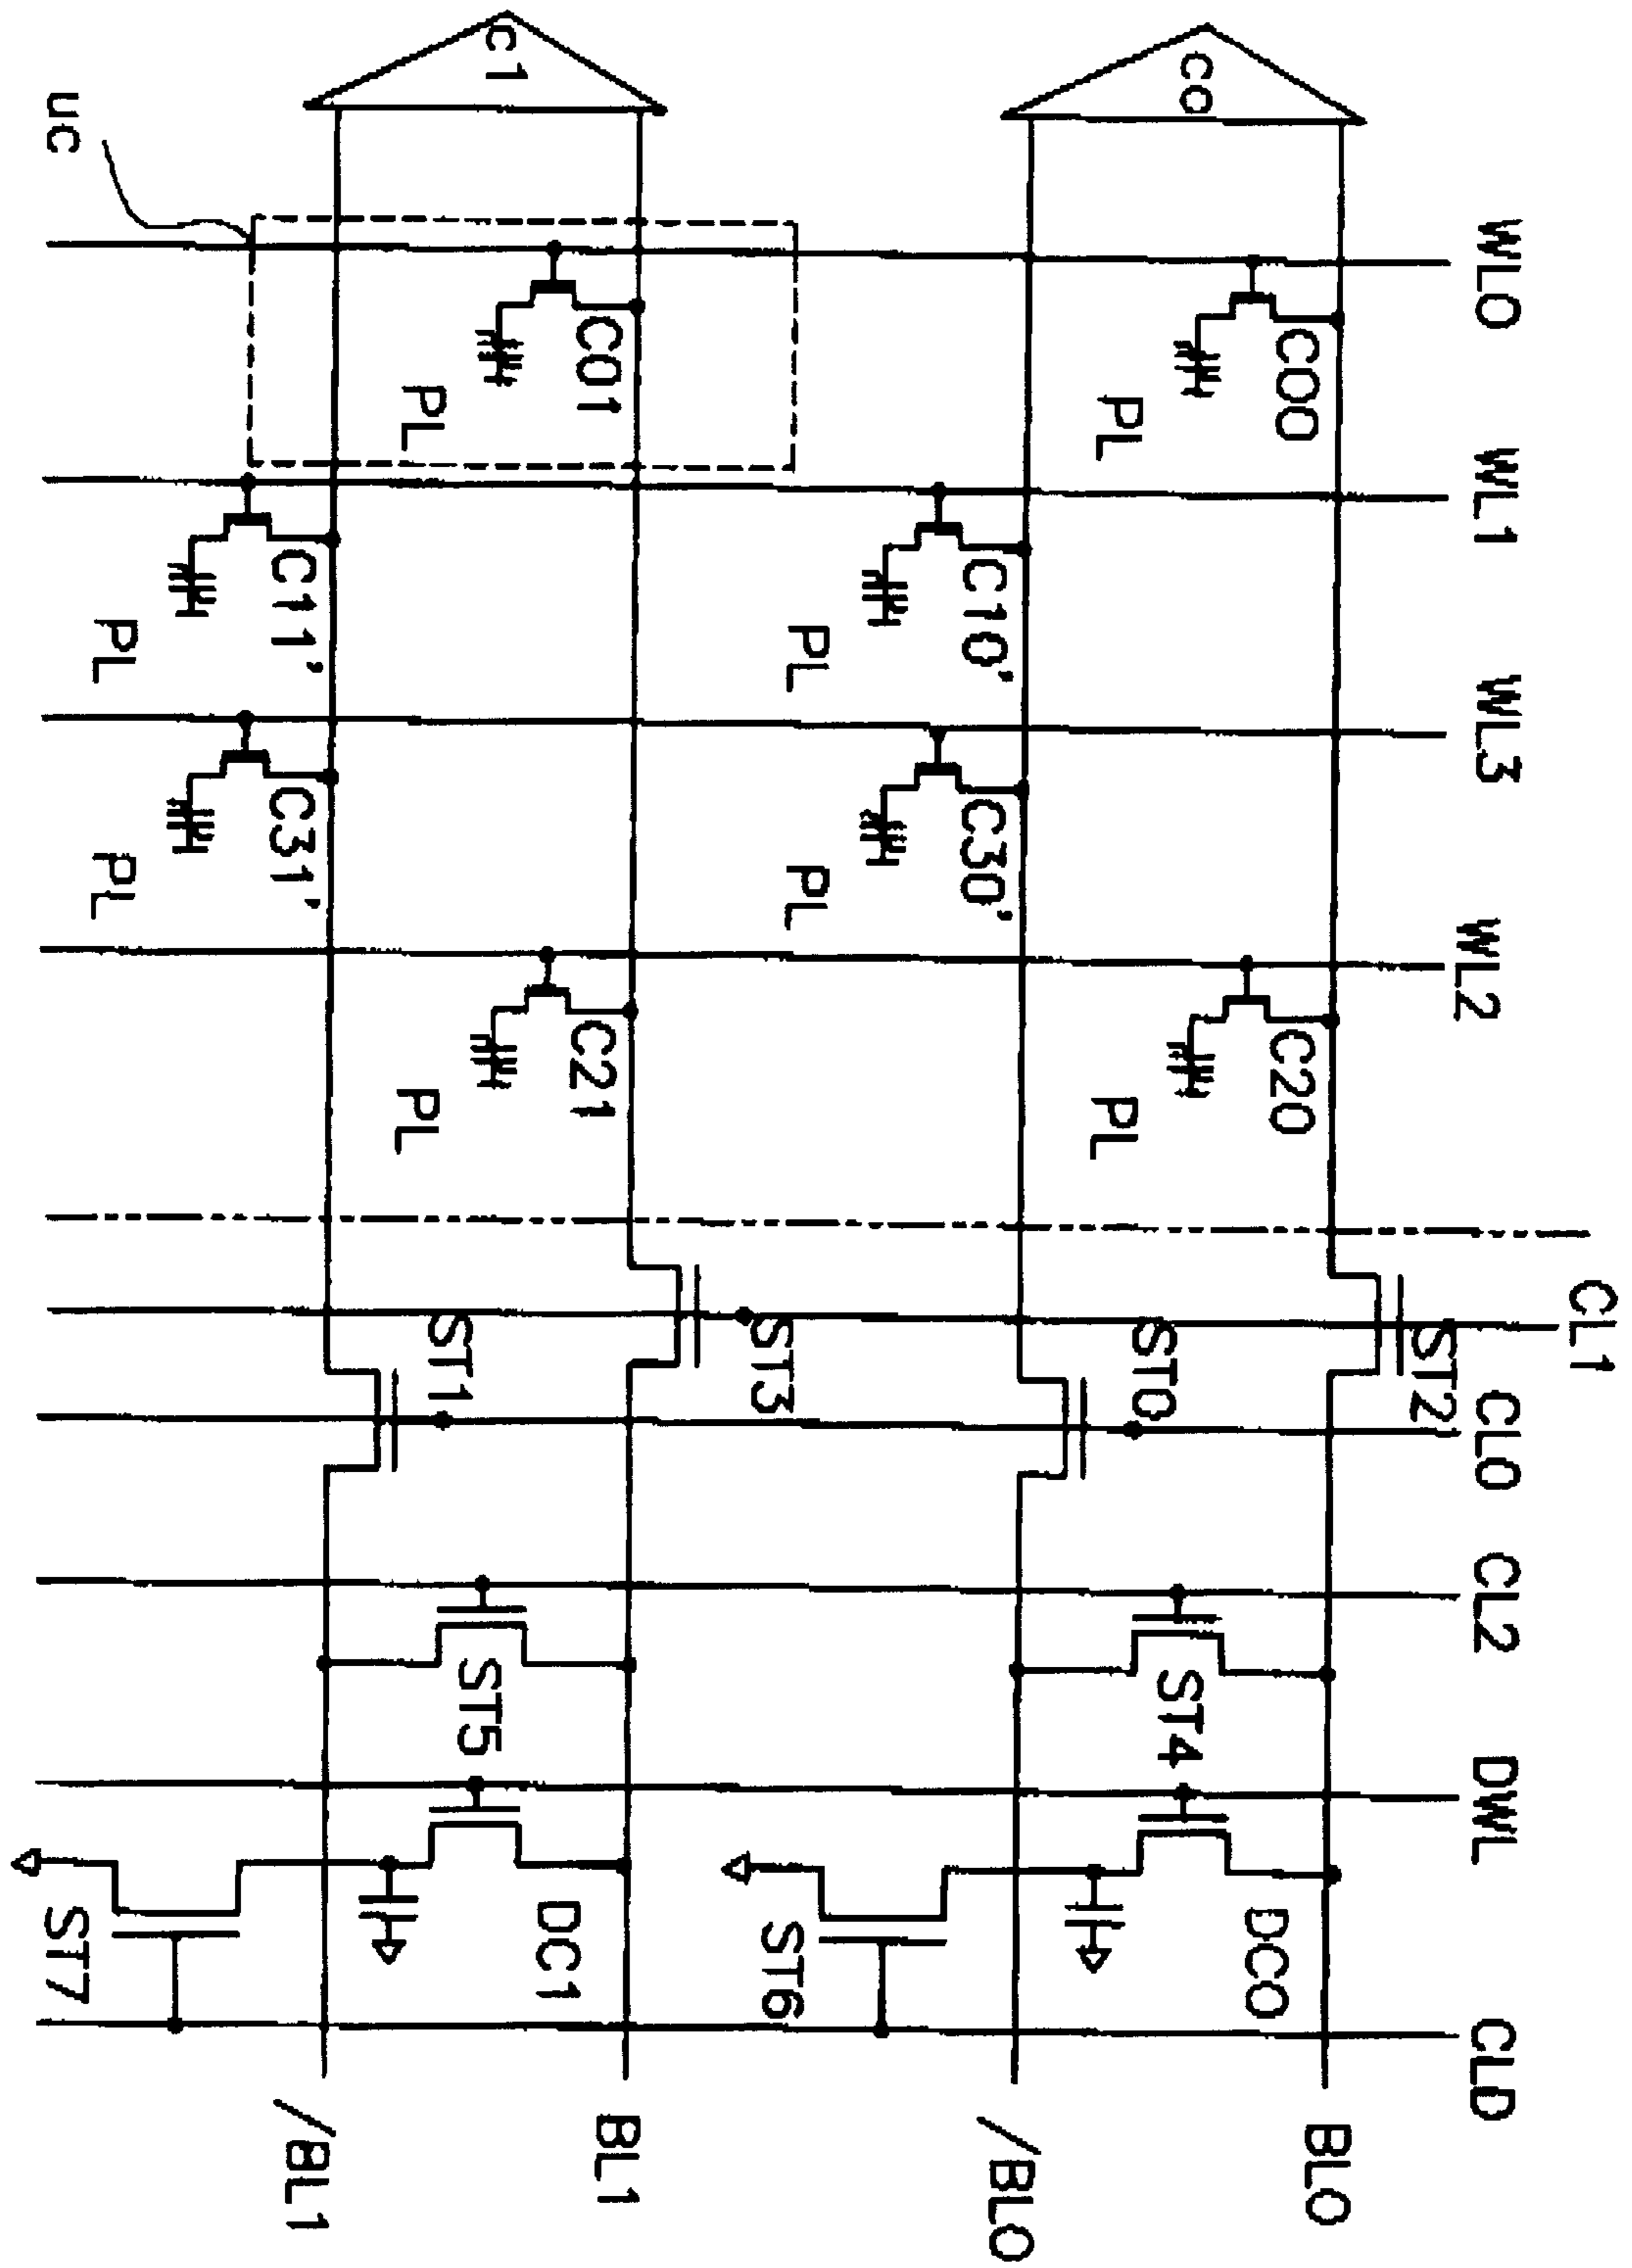 WL0
WL1
WL3
WL2
CL1
CL0
CL2
DWL
CLD
c0
C00
PL
C10'
PL
C30'
PL
C20
PL
ST2
ST0
ST4
DC0
ST6
BL0
/BL0
c1
C01
PL
C11'
PL
C31'
PL
C21
PL
ST3
ST1
ST5
DC1
ST7
BL1
/BL1
UC